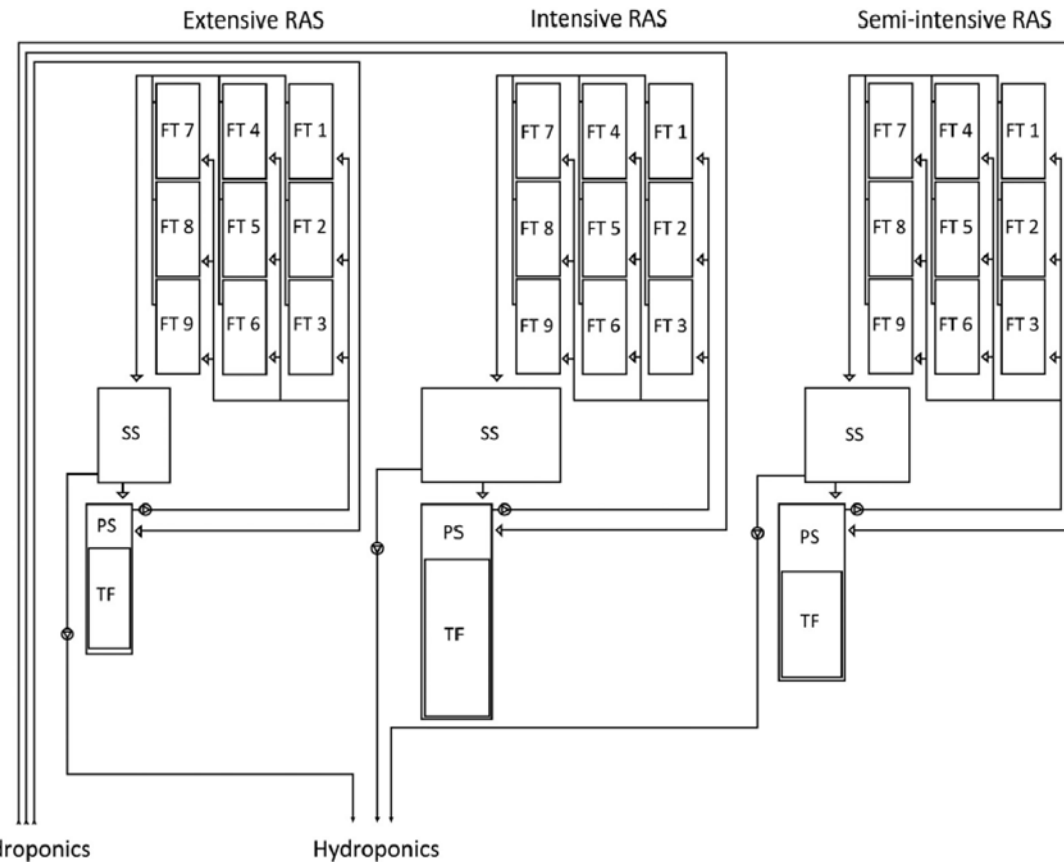 Extensive RAS
Intensive RAS
Semi-intensive RAS
FT 7
FT 4
FT 1
FT 8
FT 5
FT 2
FT 9
FT 6
FT 3
SS
PS
TF
FT 7
FT 4
FT 1
FT 8
FT 5
FT 2
FT 9
FT 6
FT 3
SS
PS
TF
FT 7
FT 4
FT 1
FT 8
FT 5
FT 2
FT 9
FT 6
FT 3
SS
PS
TF
droponics
Hydroponics